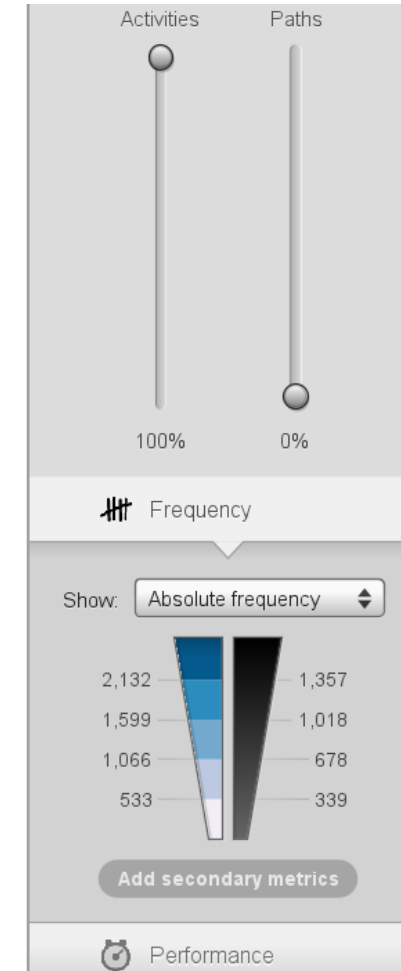 Activities Paths
100% 0%
Frequency
Show: Absolute frequency
2,132 1,357
1,599 1,018
1,066 678
533 339
Add secondary metrics
Performance